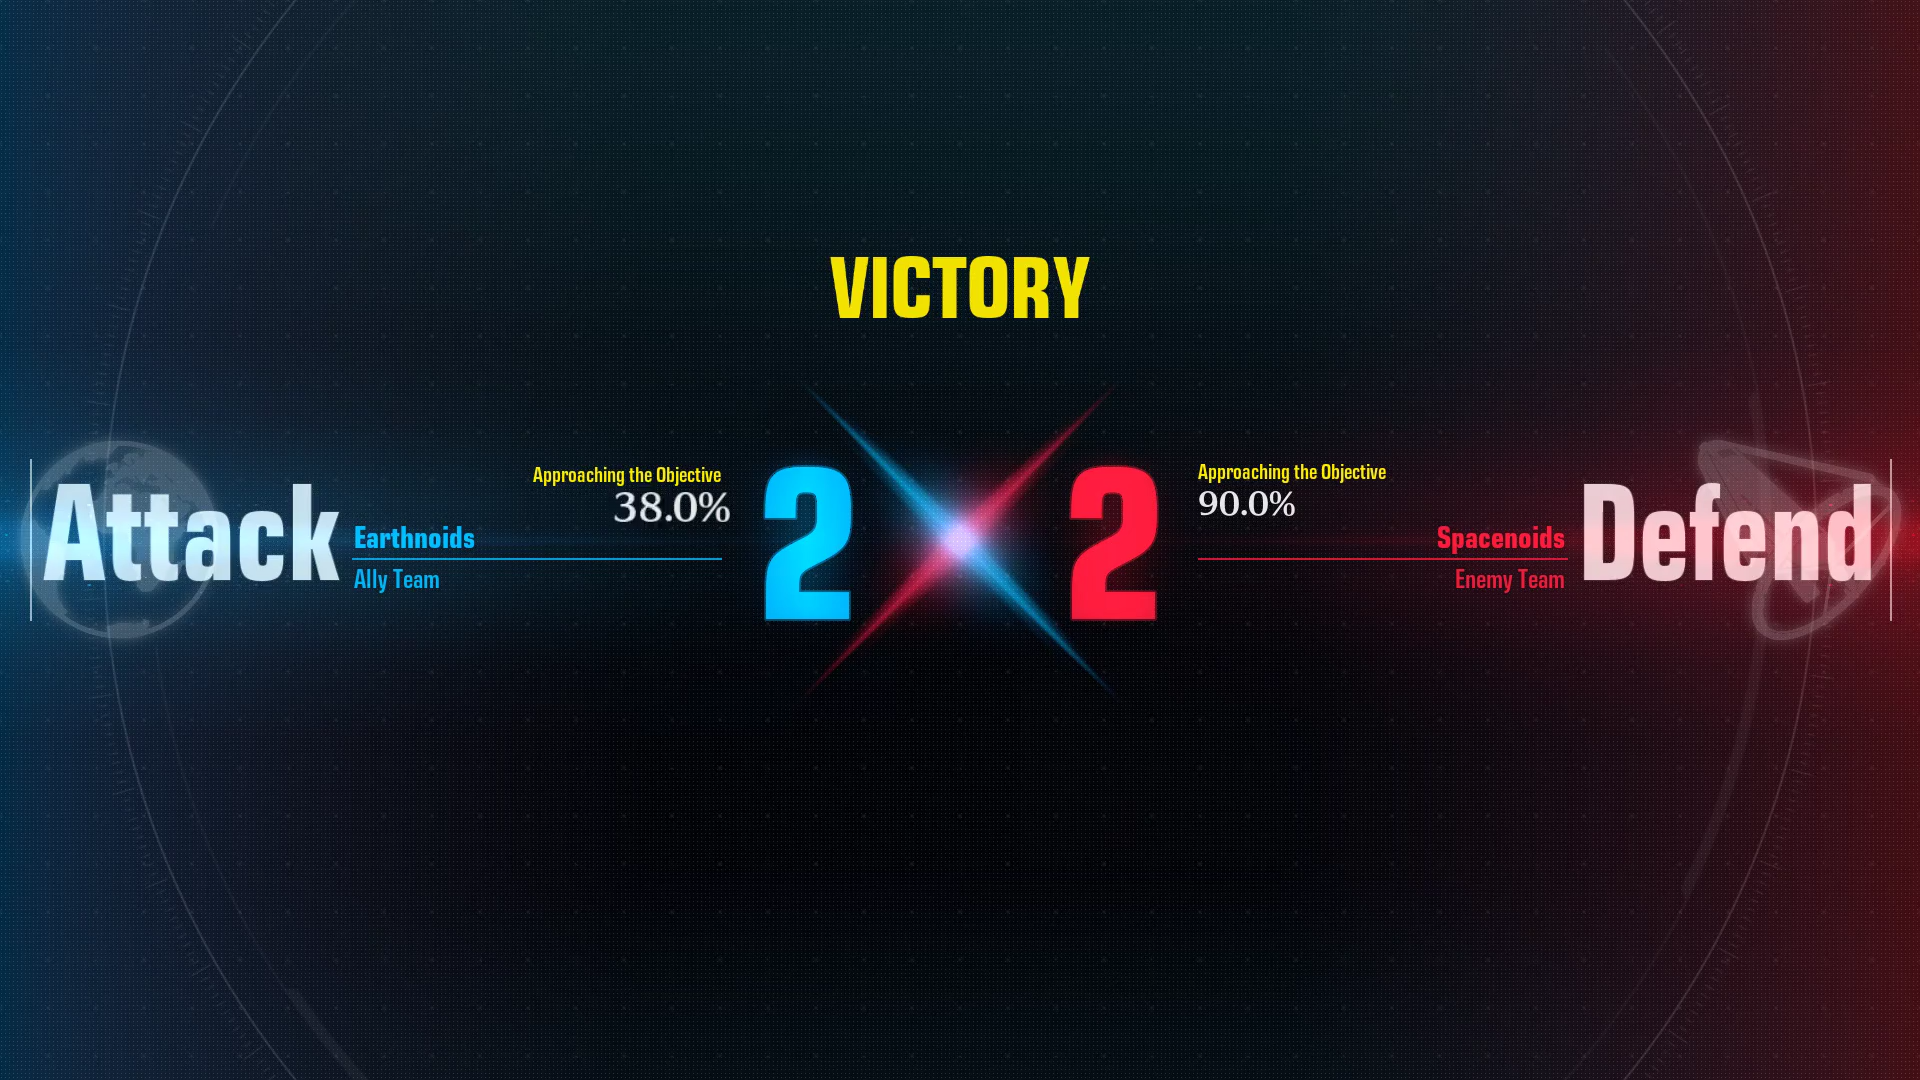 VICTORY
Attack
Earthnoids
Ally Team
Approaching the Objective
38.0%
2
2
Approaching the Objective
90.0%
Spacenoids
Enemy Team
Defend